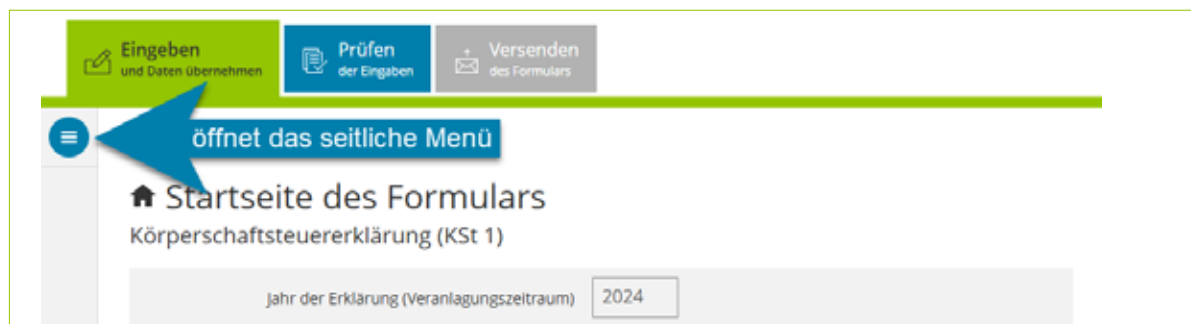 Eingeben
und Daten übernehmen
Prüfen
der Eingaben
Versenden
des Formulars
öffnet das seitliche Menü
Startseite des Formulars
Körperschaftsteuererklärung (KSt 1)
Jahr der Erklärung (Veranlagungszeitraum) 2024